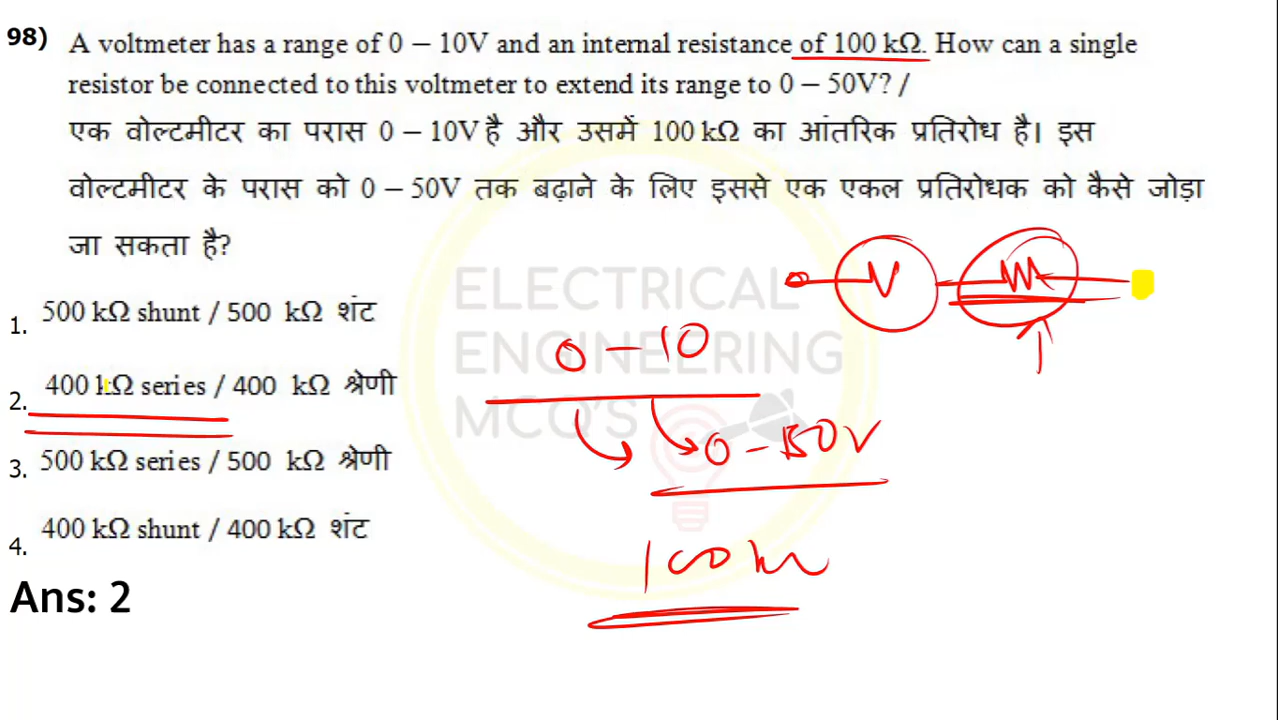 98) A voltmeter has a range of 0 – 10V and an internal resistance of 100 kΩ. How can a single
resistor be connected to this voltmeter to extend its range to 0 – 50V? /
एक वोल्टमीटर का परास 0 – 10V है और उसमें 100 kΩ का आंतरिक प्रतिरोध है। इस
वोल्टमीटर के परास को 0 – 50V तक बढ़ाने के लिए इससे एक एकल प्रतिरोधक को कैसे जोड़ा
जा सकता है?
V
ELECTRICAL
ENGINEERING
MCQ'S
1. 500 kΩ shunt / 500 kΩ शंट
0 – 10
2. 400 kΩ series / 400 kΩ श्रेणी
0 – 50V
3. 500 kΩ series / 500 kΩ श्रेणी
4. 400 kΩ shunt / 400 kΩ शंट
Ans: 2